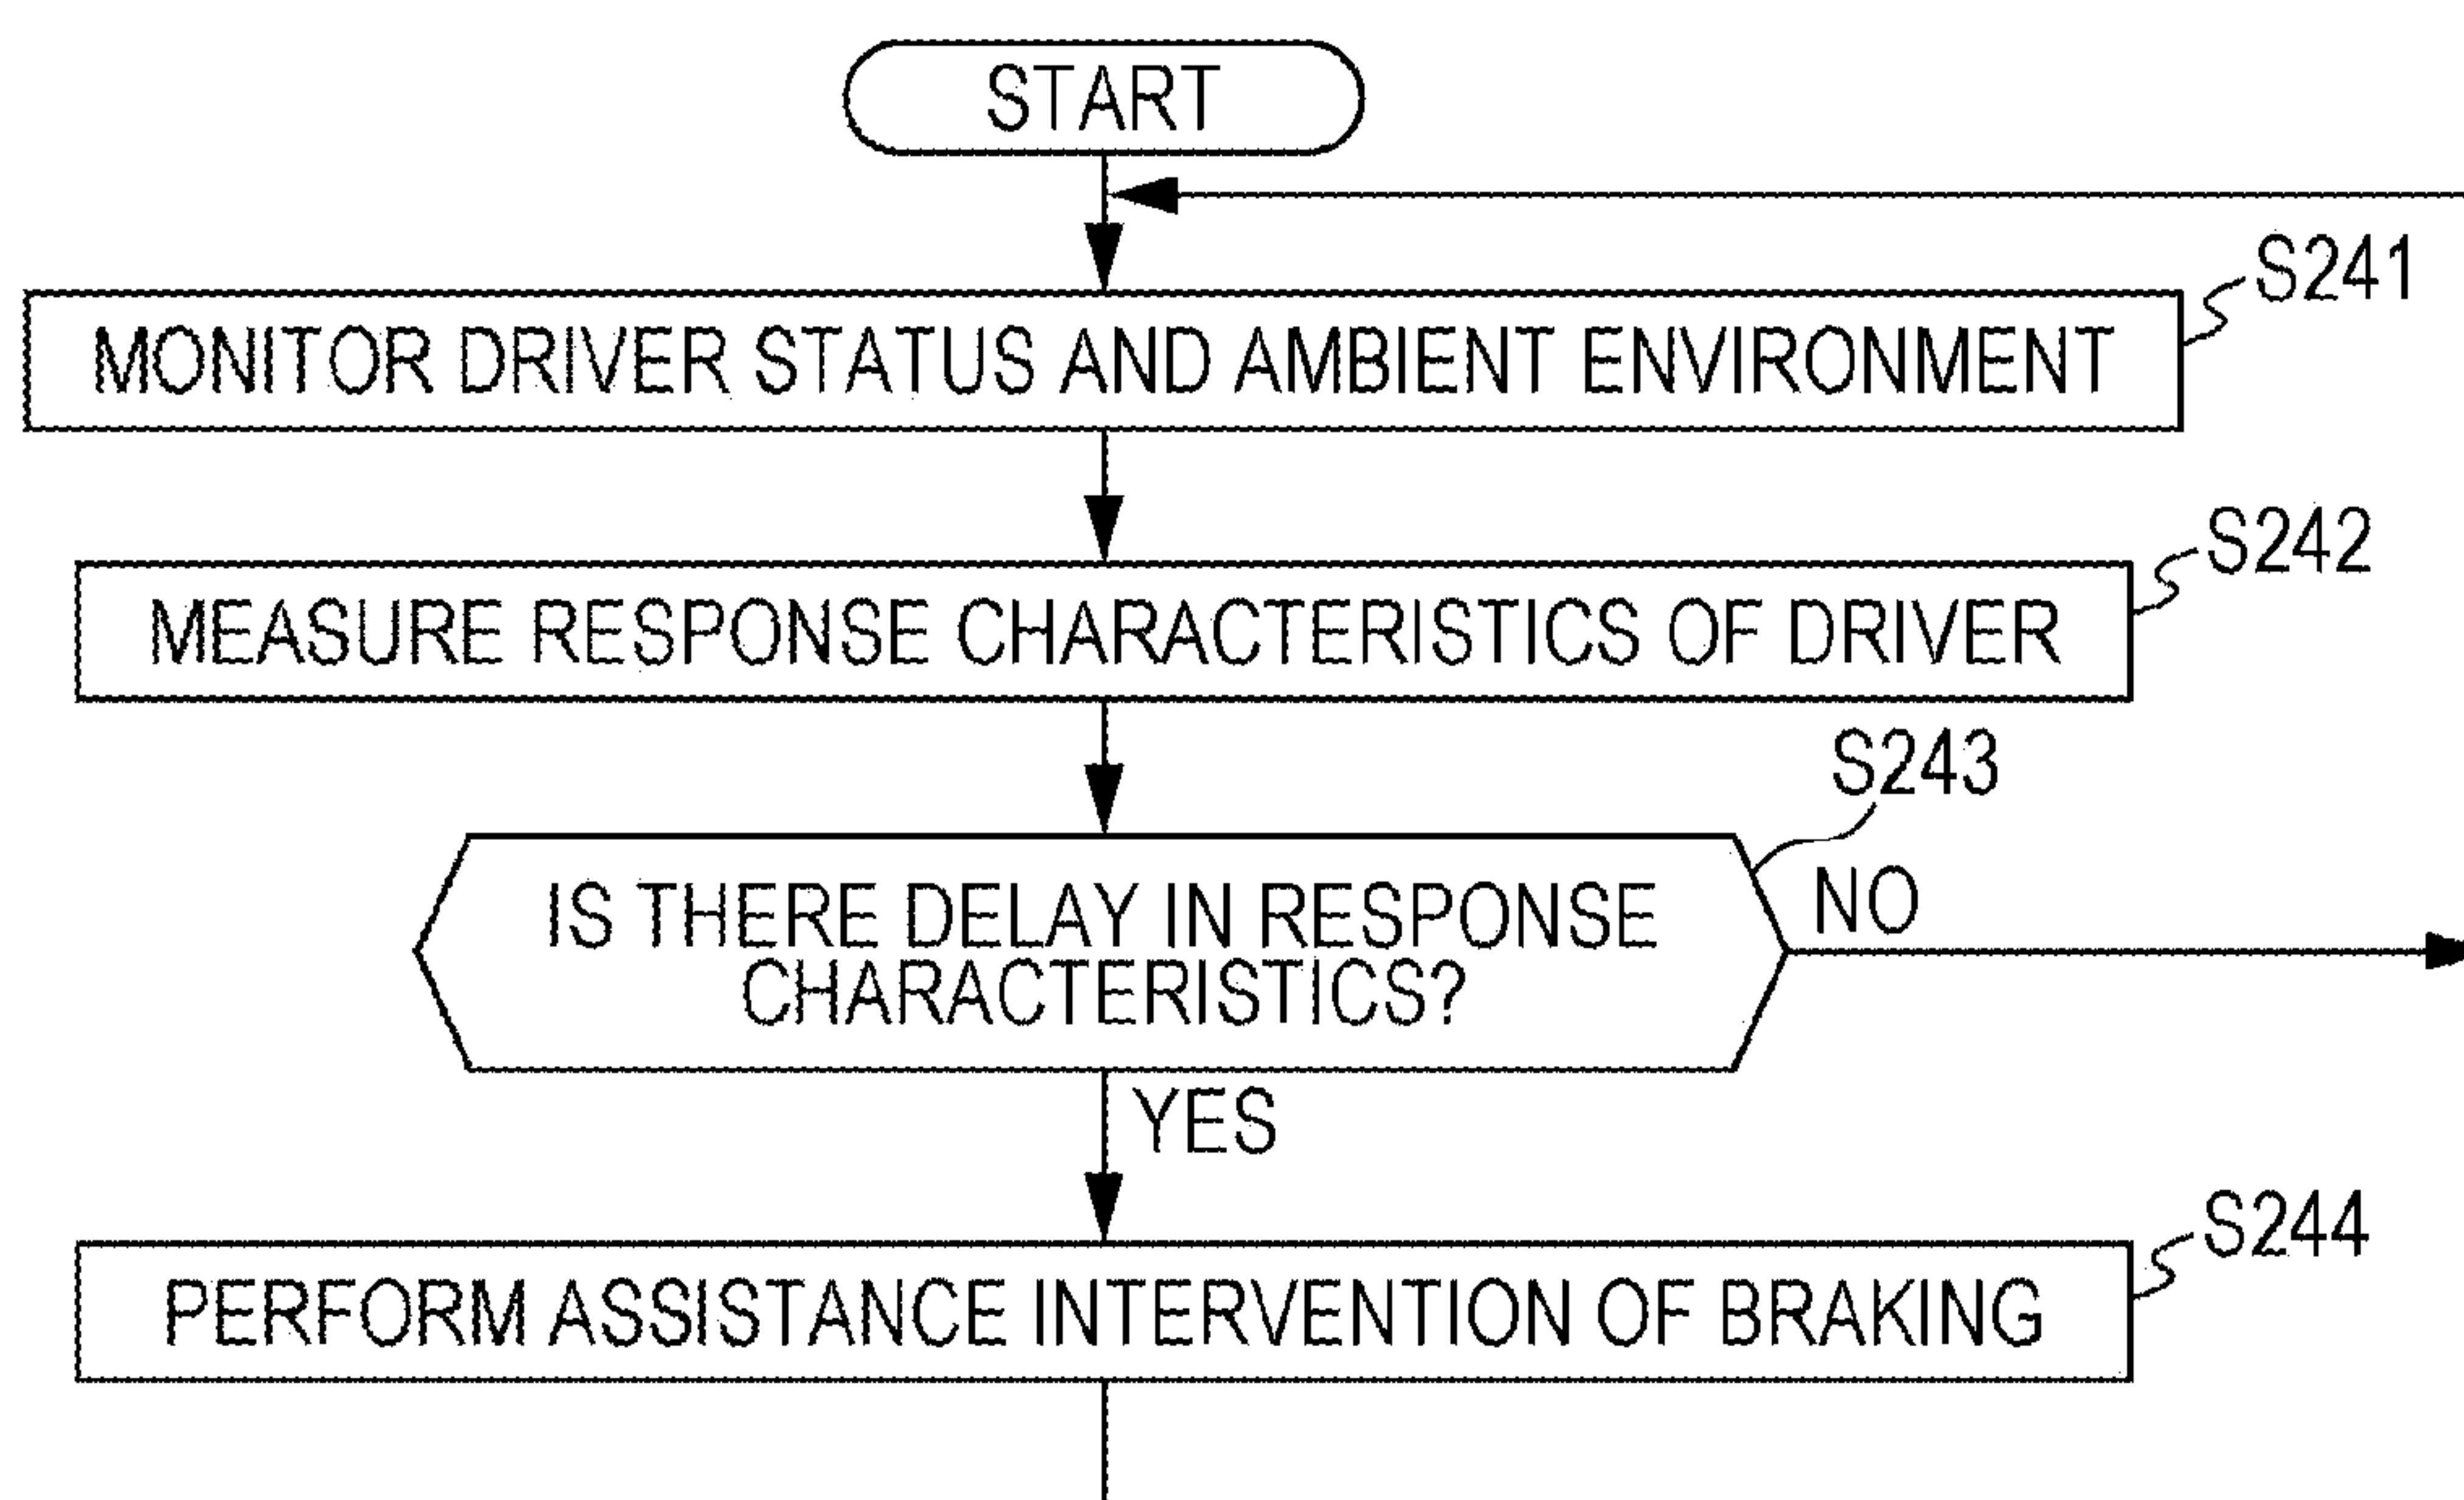 START
S241
MONITOR DRIVER STATUS AND AMBIENT ENVIRONMENT
S242
MEASURE RESPONSE CHARACTERISTICS OF DRIVER
S243
IS THERE DELAY IN RESPONSE
CHARACTERISTICS?
NO
YES
S244
PERFORM ASSISTANCE INTERVENTION OF BRAKING